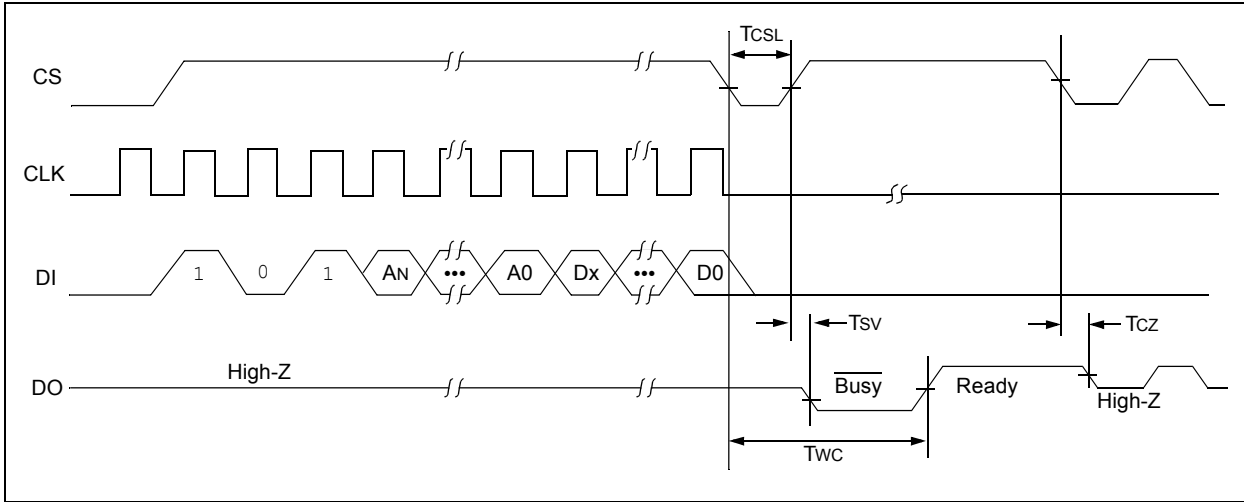 TCSL
CS
CLK
DI
1 0 1 AN ••• A0 Dx ••• D0
TSV
TCZ
DO
High-Z
Busy
Ready
High-Z
TWC